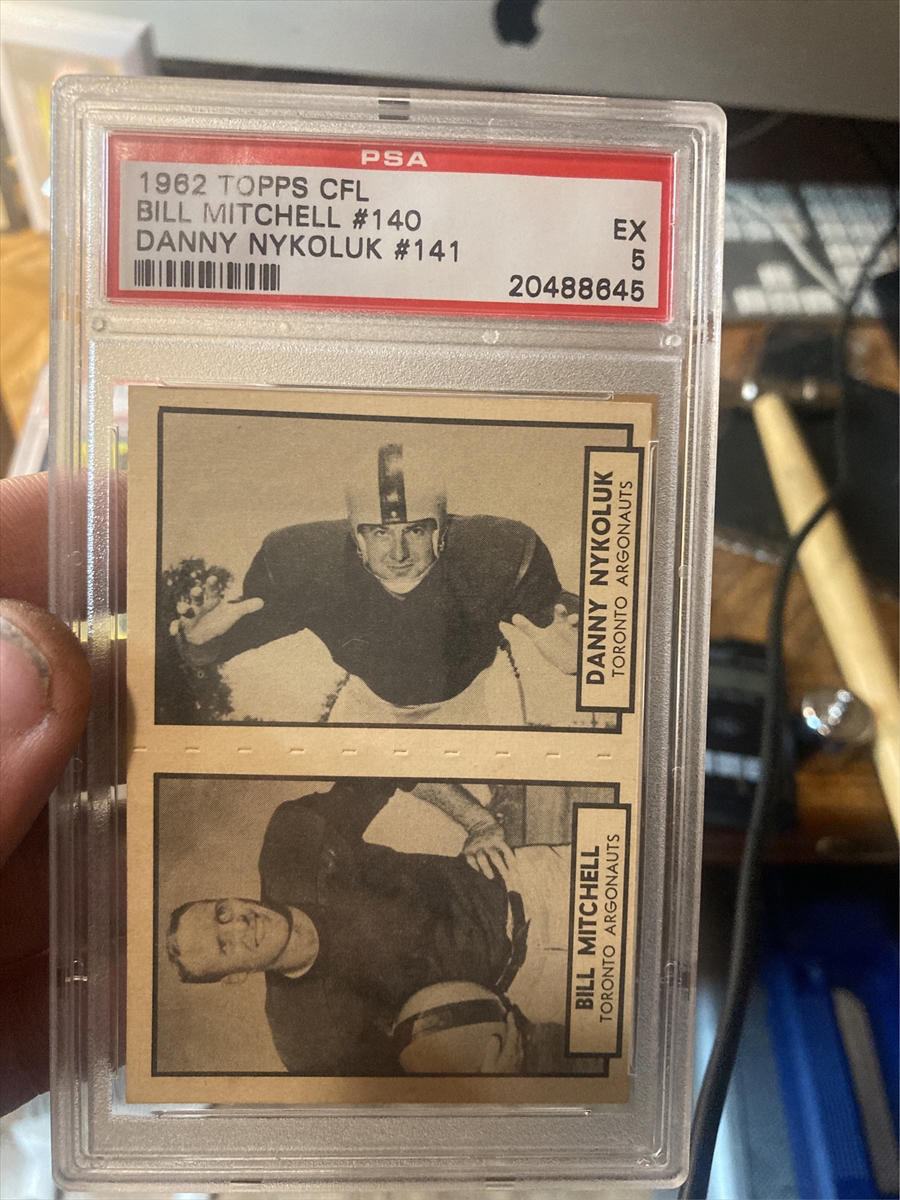 PSA
1962 TOPPS CFL
BILL MITCHELL #140
DANNY NYKOLUK #141
EX
5
20488645
DANNY NYKOLUK
TORONTO ARGONAUTS
BILL MITCHELL
TORONTO ARGONAUTS